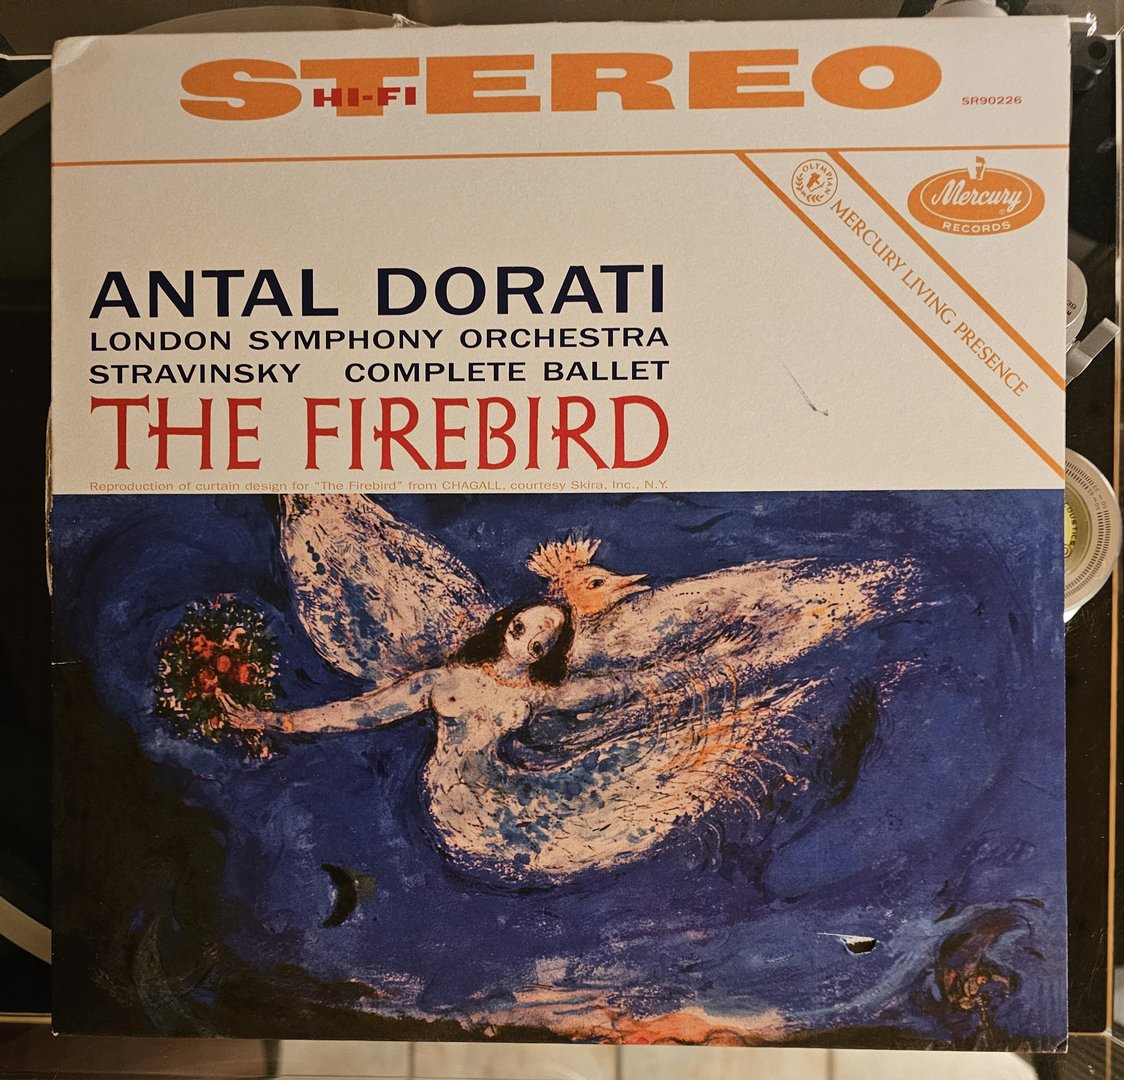 STEREO
HI-FI
SR90226
OLYMPIAN
MERCURY LIVING PRESENCE
Mercury
RECORDS
ANTAL DORATI
LONDON SYMPHONY ORCHESTRA
STRAVINSKY COMPLETE BALLET
THE FIREBIRD
Reproduction of curtain design for "The Firebird" from CHAGALL, courtesy Skira, Inc., N.Y.